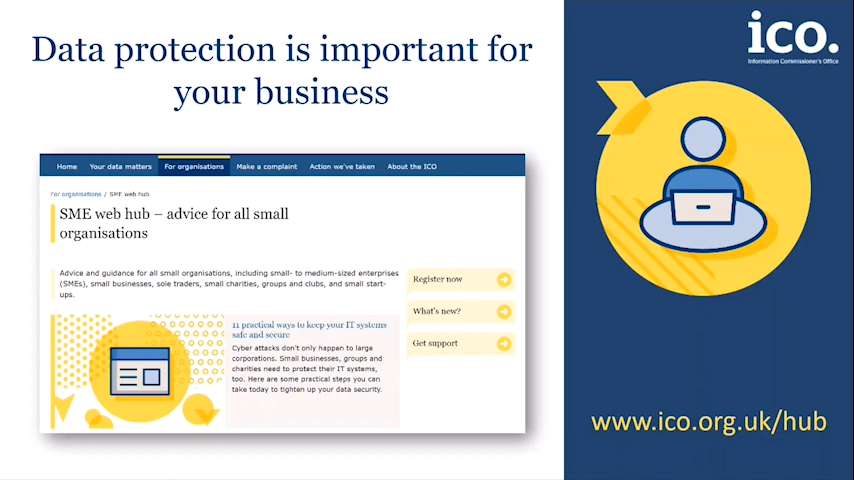 Data protection is important for
your business
Home Your data matters For organisations Make a complaint Action we've taken About the ICO
For organisations / SME web hub
SME web hub – advice for all small
organisations
Advice and guidance for all small organisations, including small- to medium-sized enterprises
(SMEs), small businesses, sole traders, small charities, groups and clubs, and small start-
ups.
Register now
What's new?
Get support
11 practical ways to keep your IT systems
safe and secure
Cyber attacks don't only happen to large
corporations. Small businesses, groups and
charities need to protect their IT systems,
too. Here are some practical steps you can
take today to tighten up your data security.
ico.
Information Commissioner's Office
www.ico.org.uk/hub